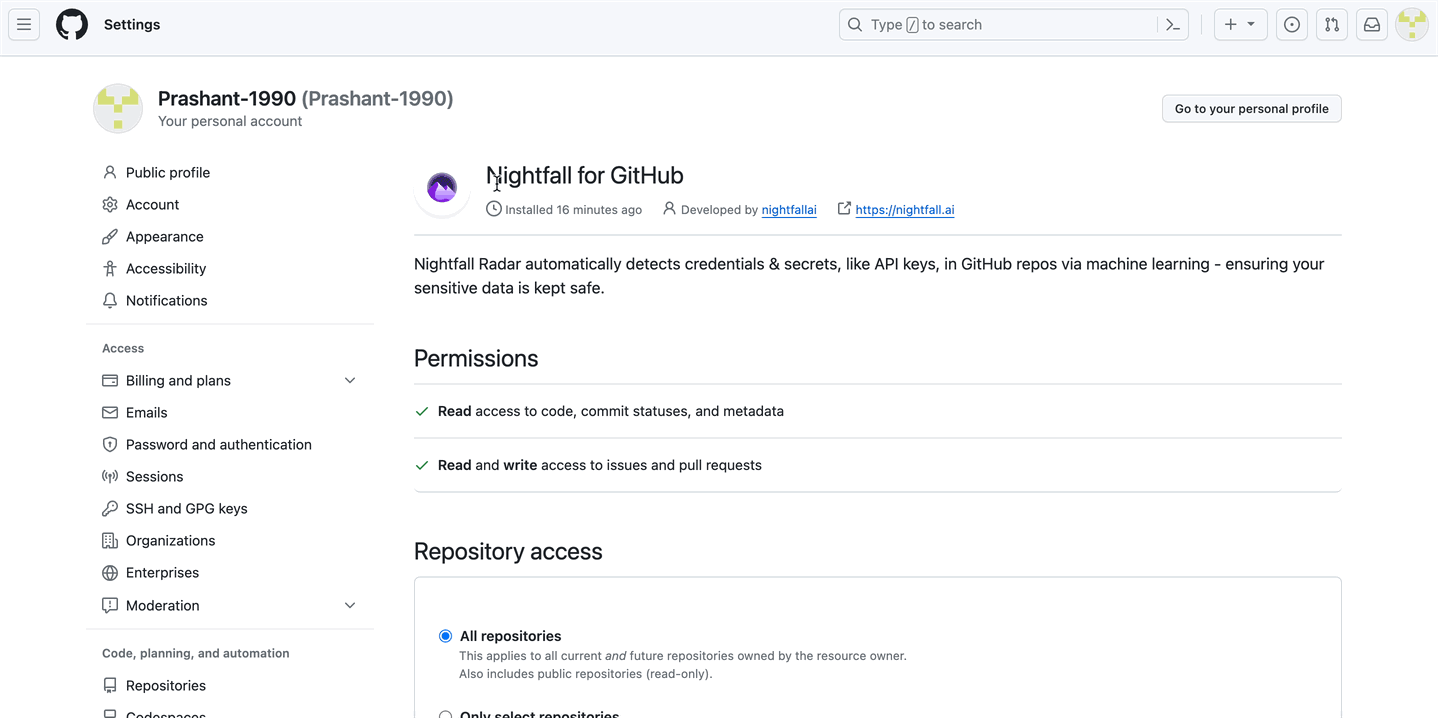 Settings
Type / to search
Prashant-1990 (Prashant-1990)
Your personal account
Go to your personal profile
Public profile
Account
Appearance
Accessibility
Notifications
Access
Billing and plans
Emails
Password and authentication
Sessions
SSH and GPG keys
Organizations
Enterprises
Moderation
Code, planning, and automation
Repositories
Codespaces
Nightfall for GitHub
Installed 16 minutes ago
Developed by nightfallai
https://nightfall.ai
Nightfall Radar automatically detects credentials & secrets, like API keys, in GitHub repos via machine learning - ensuring your
sensitive data is kept safe.
Permissions
Read access to code, commit statuses, and metadata
Read and write access to issues and pull requests
Repository access
All repositories
This applies to all current and future repositories owned by the resource owner.
Also includes public repositories (read-only).
Only select repositories